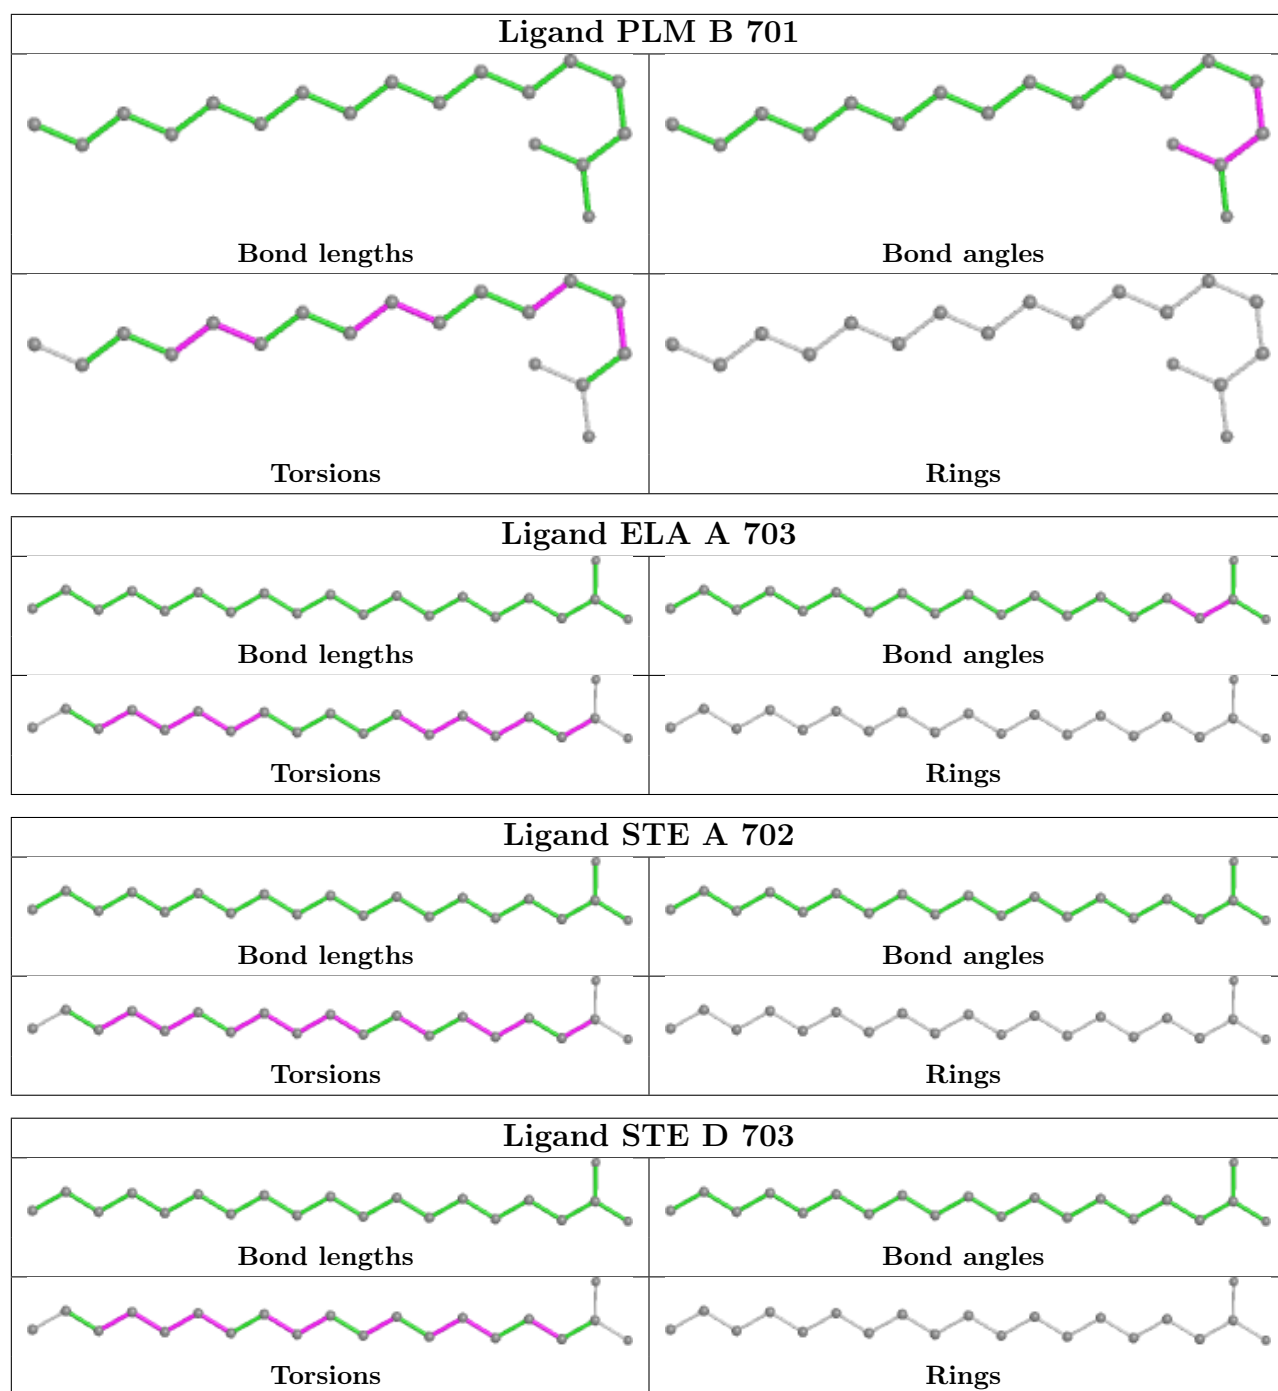 Ligand PLM B 701
Bond lengths
Bond angles
Torsions
Rings
Ligand ELA A 703
Bond lengths
Bond angles
Torsions
Rings
Ligand STE A 702
Bond lengths
Bond angles
Torsions
Rings
Ligand STE D 703
Bond lengths
Bond angles
Torsions
Rings